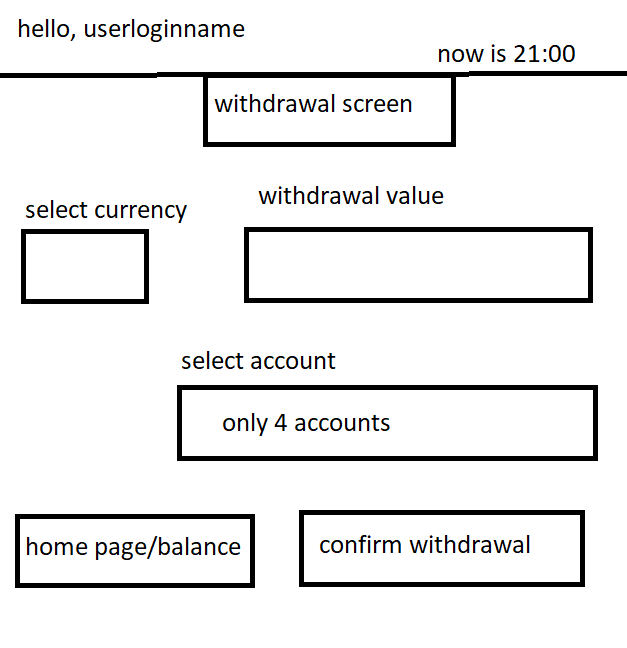 hello, userloginname
now is 21:00
withdrawal screen
withdrawal value
select currency
select account
only 4 accounts
home page/balance
confirm withdrawal